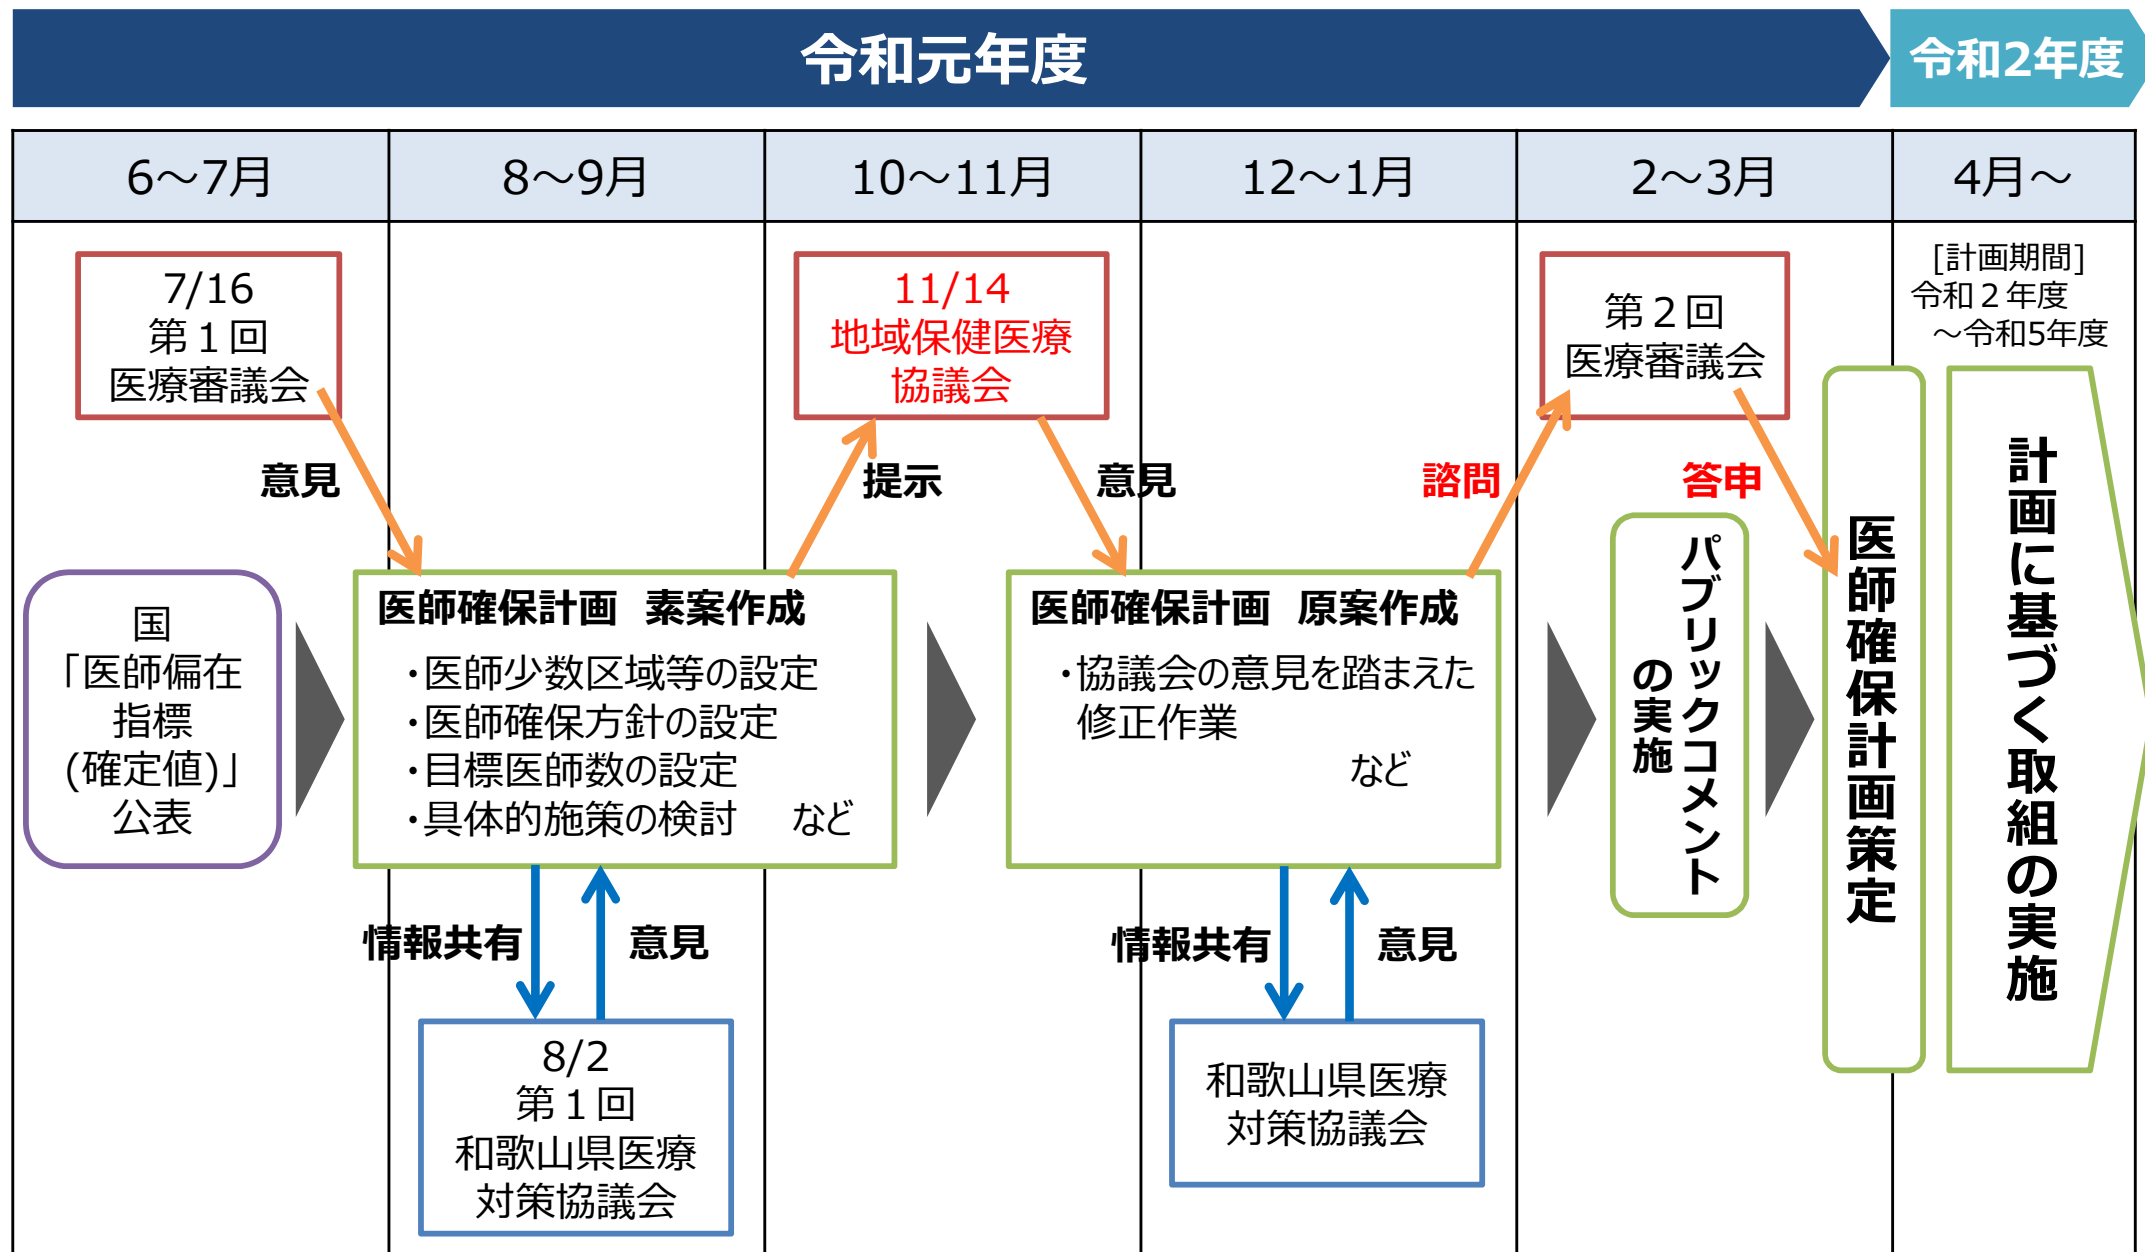 令和元年度
令和2年度
6～7月
8～9月
10～11月
12～1月
2～3月
4月～
7/16
第１回
医療審議会
11/14
地域保健医療
協議会
第２回
医療審議会
[計画期間]
令和２年度
～令和5年度
意見
提示
意見
諮問
答申
国
「医師偏在
指標
(確定値)」
公表
医師確保計画　素案作成
・医師少数区域等の設定
・医師確保方針の設定
・目標医師数の設定
・具体的施策の検討　など
医師確保計画　原案作成
・協議会の意見を踏まえた
修正作業
など
パブリックコメント
の実施
医師確保計画策定
計画に基づく取組の実施
情報共有
意見
情報共有
意見
8/2
第１回
和歌山県医療
対策協議会
和歌山県医療
対策協議会